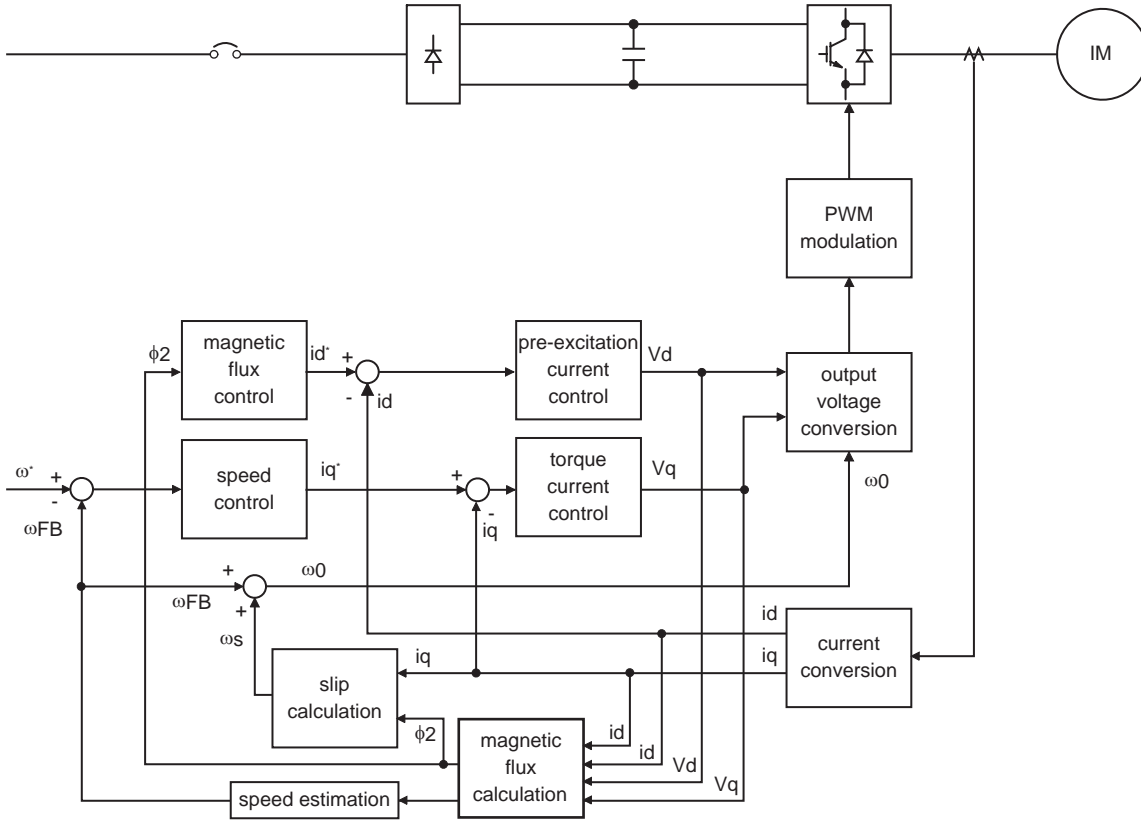 IM
PWM
modulation
ϕ2
magnetic
flux
control
id*
+
-
id
pre-excitation
current
control
Vd
output
voltage
conversion
ω*
+
-
ωFB
speed
control
iq*
+
-
iq
torque
current
control
Vq
ω0
+
ωFB
+
ωs
ω0
id
iq
current
conversion
iq
slip
calculation
ϕ2
magnetic
flux
calculation
id
id
Vd
Vq
speed estimation